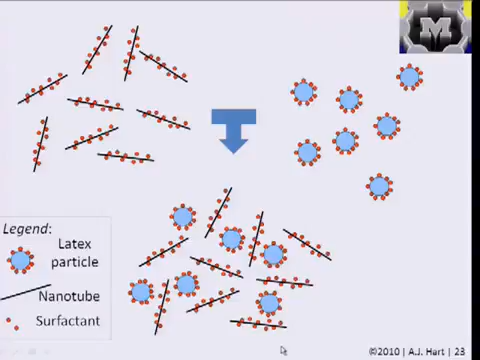 M
Legend:
Latex
particle
Nanotube
Surfactant
©2010 | A.J. Hart | 23